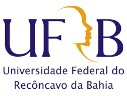 UFRB
Universidade Federal do
Recôncavo da Bahia